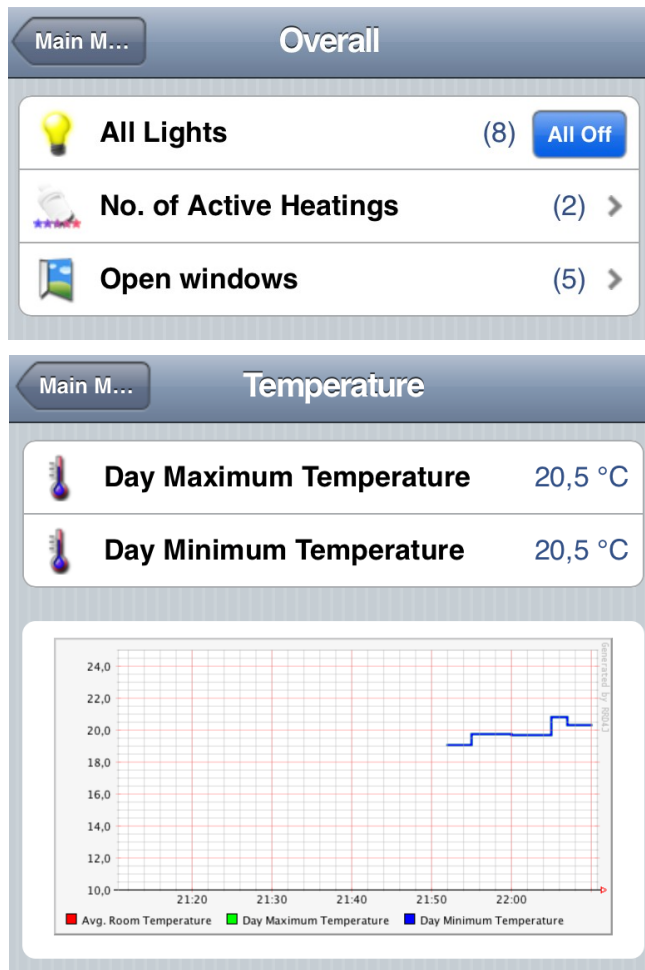 Main M...
Overall
All Lights (8) All Off
No. of Active Heatings (2)
Open windows (5)
Main M...
Temperature
Day Maximum Temperature 20,5 °C
Day Minimum Temperature 20,5 °C
24,0
22,0
20,0
18,0
16,0
14,0
12,0
10,0
21:20 21:30 21:40 21:50 22:00
Avg. Room Temperature Day Maximum Temperature Day Minimum Temperature
Generated by RRD4J